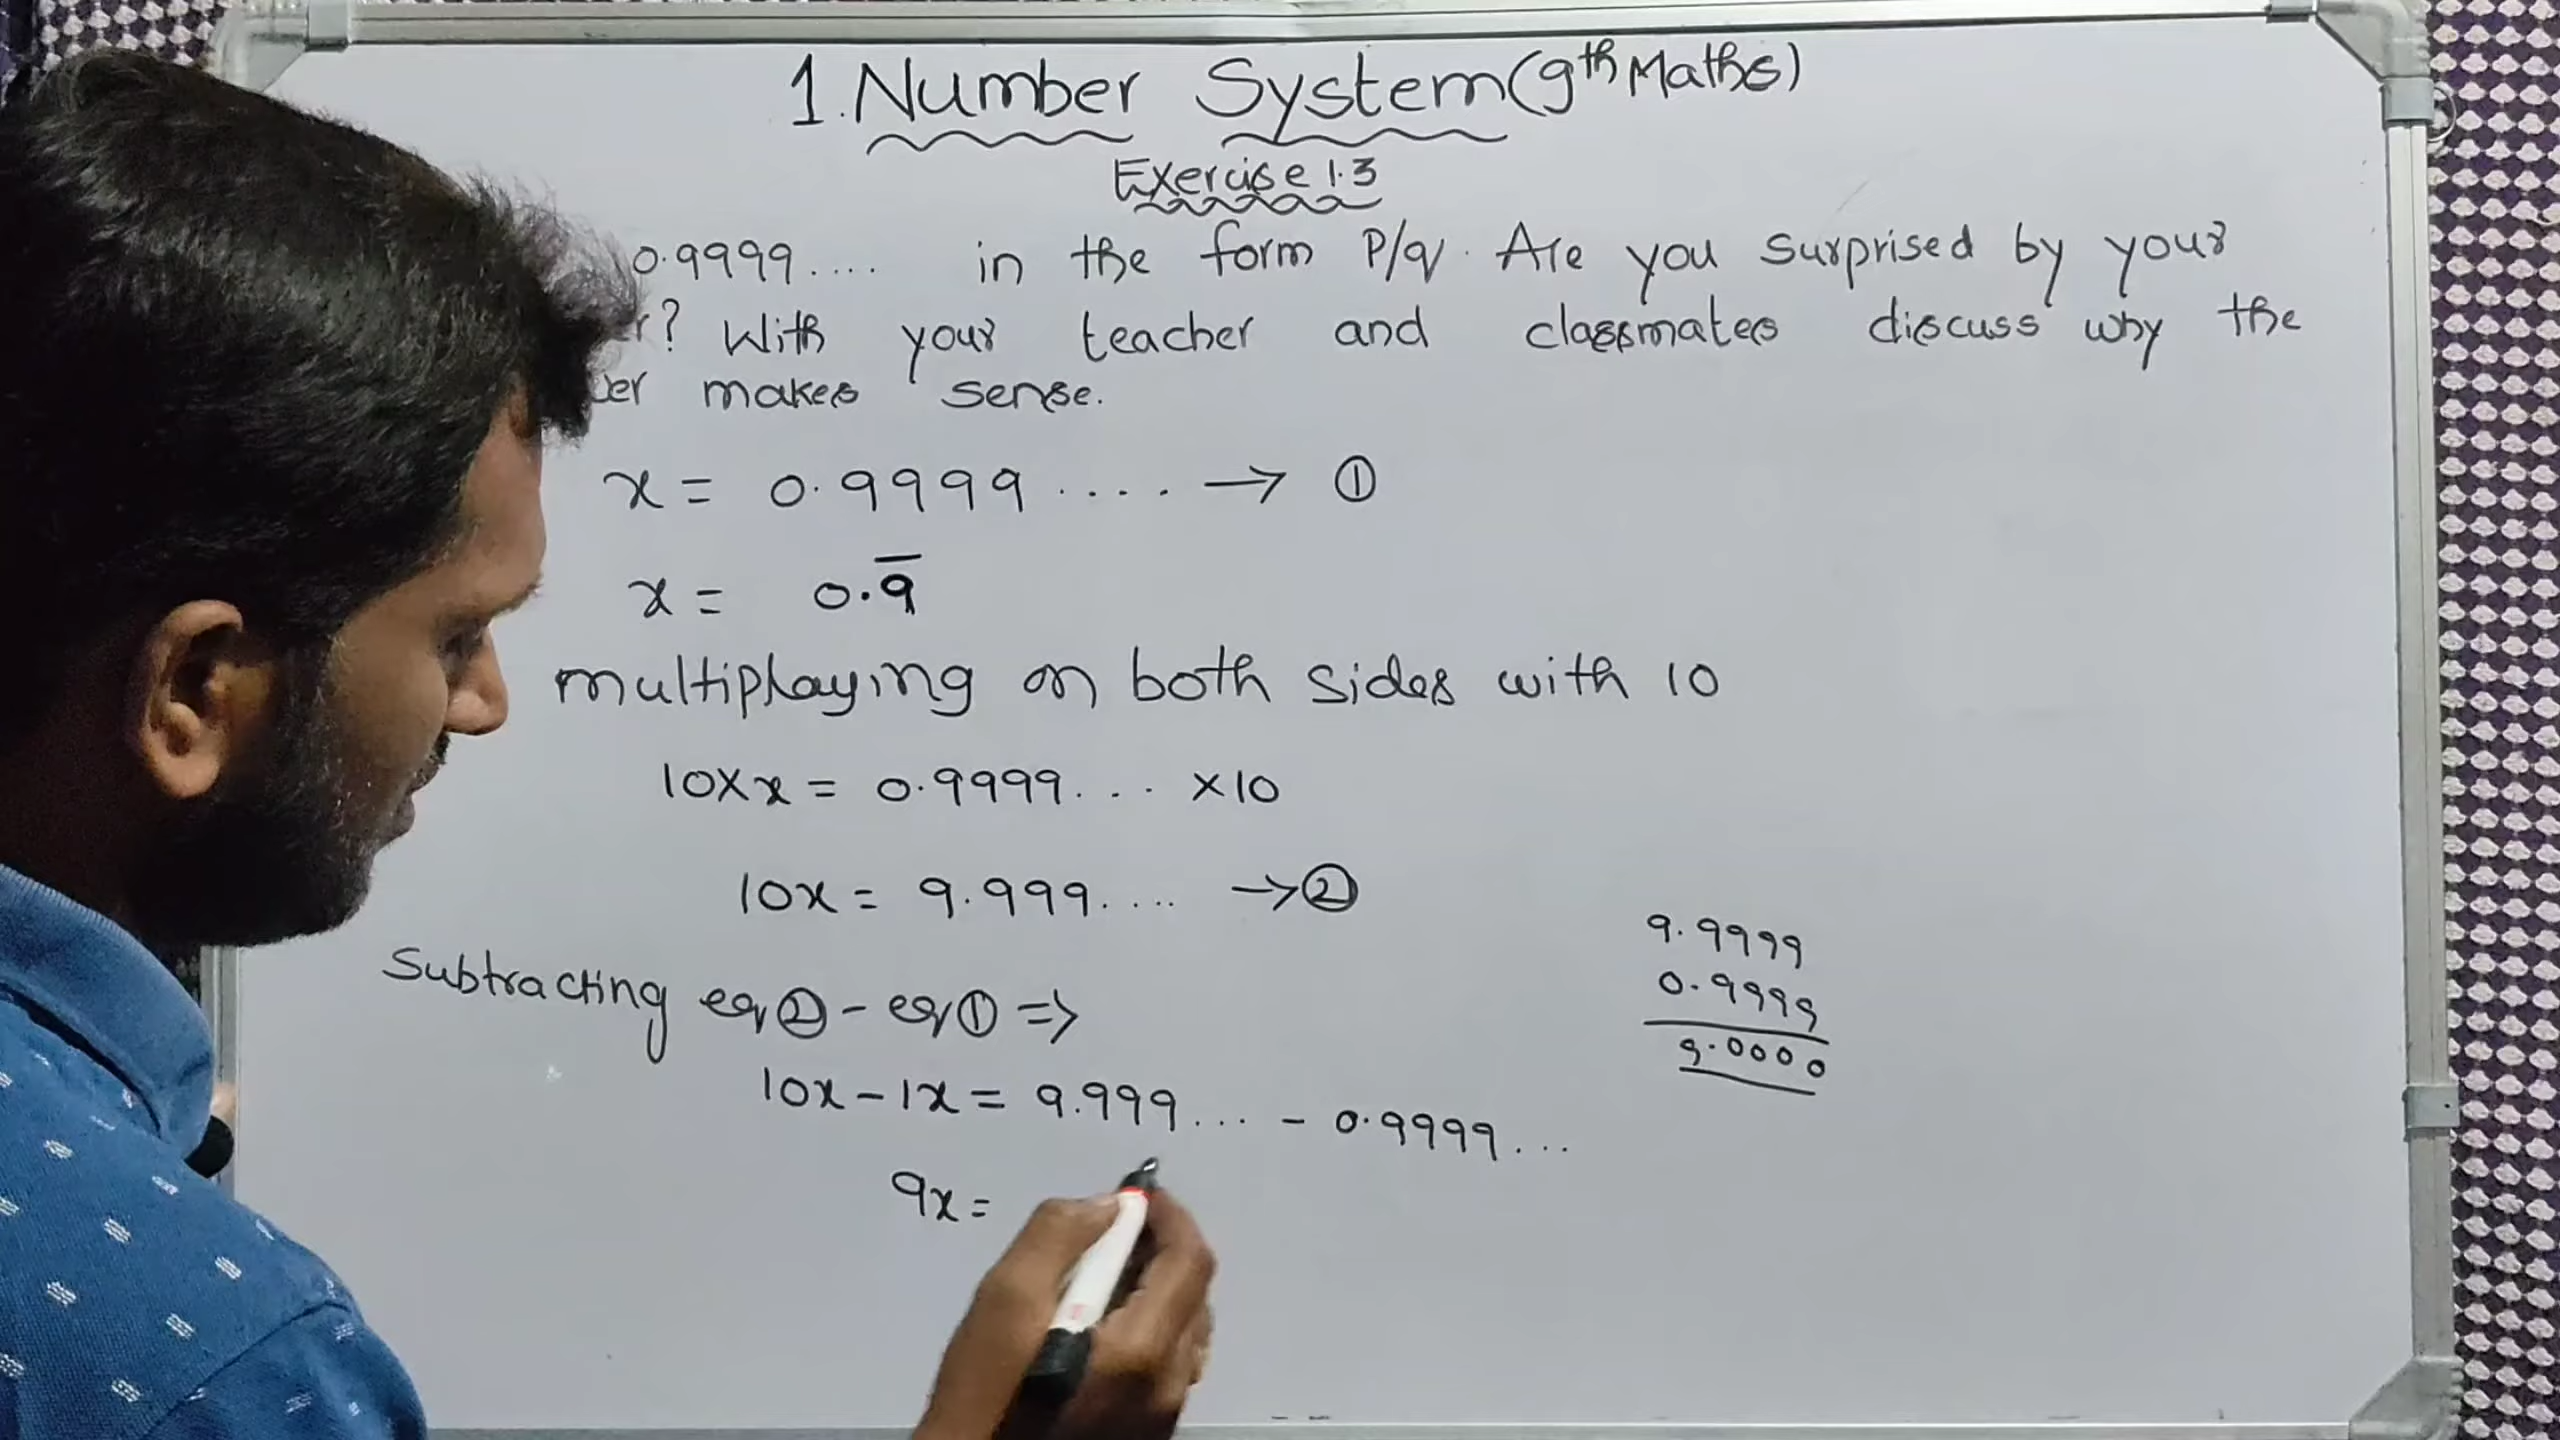 1. Number System (9th Maths)
Exercise 1.3
0.9999.... in the form P/q. Are you surprised by your
? With your teacher and classmates discuss why the
makes sense.
x = 0.9999.... → ①
x = 0.9̅
multiplaying on both sides with 10
10×x = 0.9999... ×10
10x = 9.999.... → ②
9.9999
0.9999
9.0000
Subtracting eq② - eq① ⇒
10x - 1x = 9.999... - 0.9999...
9x =